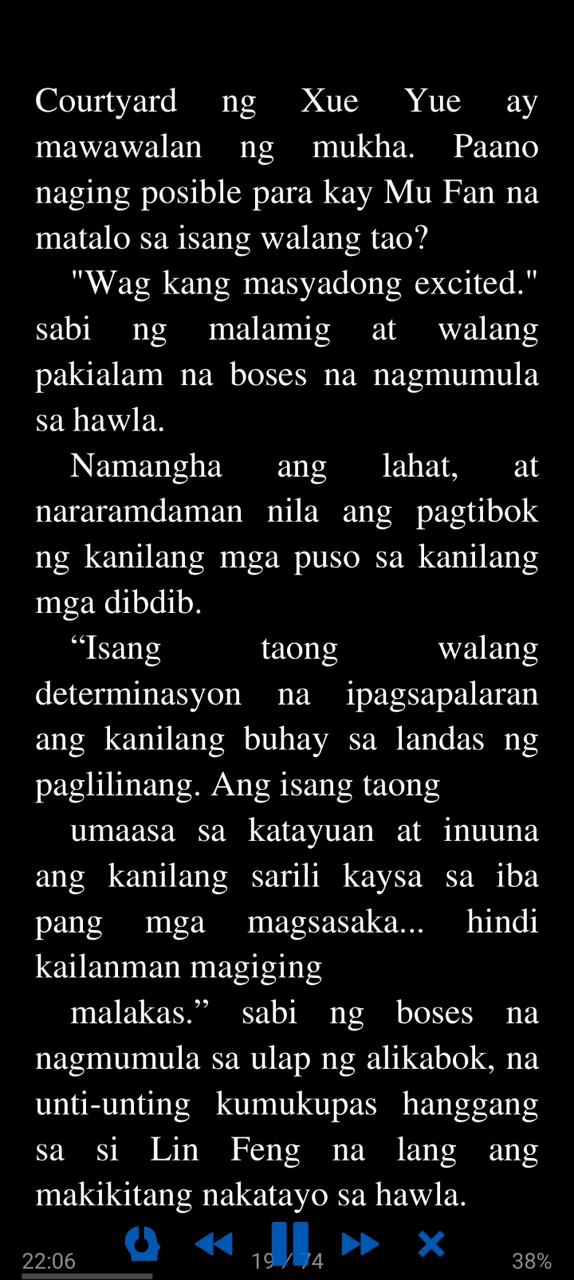 Courtyard ng Xue Yue ay
mawawalan ng mukha. Paano
naging posible para kay Mu Fan na
matalo sa isang walang tao?
"Wag kang masyadong excited."
sabi ng malamig at walang
pakialam na boses na nagmumula
sa hawla.
Namangha ang lahat, at
nararamdaman nila ang pagtibok
ng kanilang mga puso sa kanilang
mga dibdib.
“Isang taong walang
determinasyon na ipagsapalaran
ang kanilang buhay sa landas ng
paglilinang. Ang isang taong
umaasa sa katayuan at inuuna
ang kanilang sarili kaysa sa iba
pang mga magsasaka... hindi
kailanman magiging
malakas.” sabi ng boses na
nagmumula sa ulap ng alikabok, na
unti-unting kumukupas hanggang
sa si Lin Feng na lang ang
makikitang nakatayo sa hawla.
22:06 19 / 74 38%